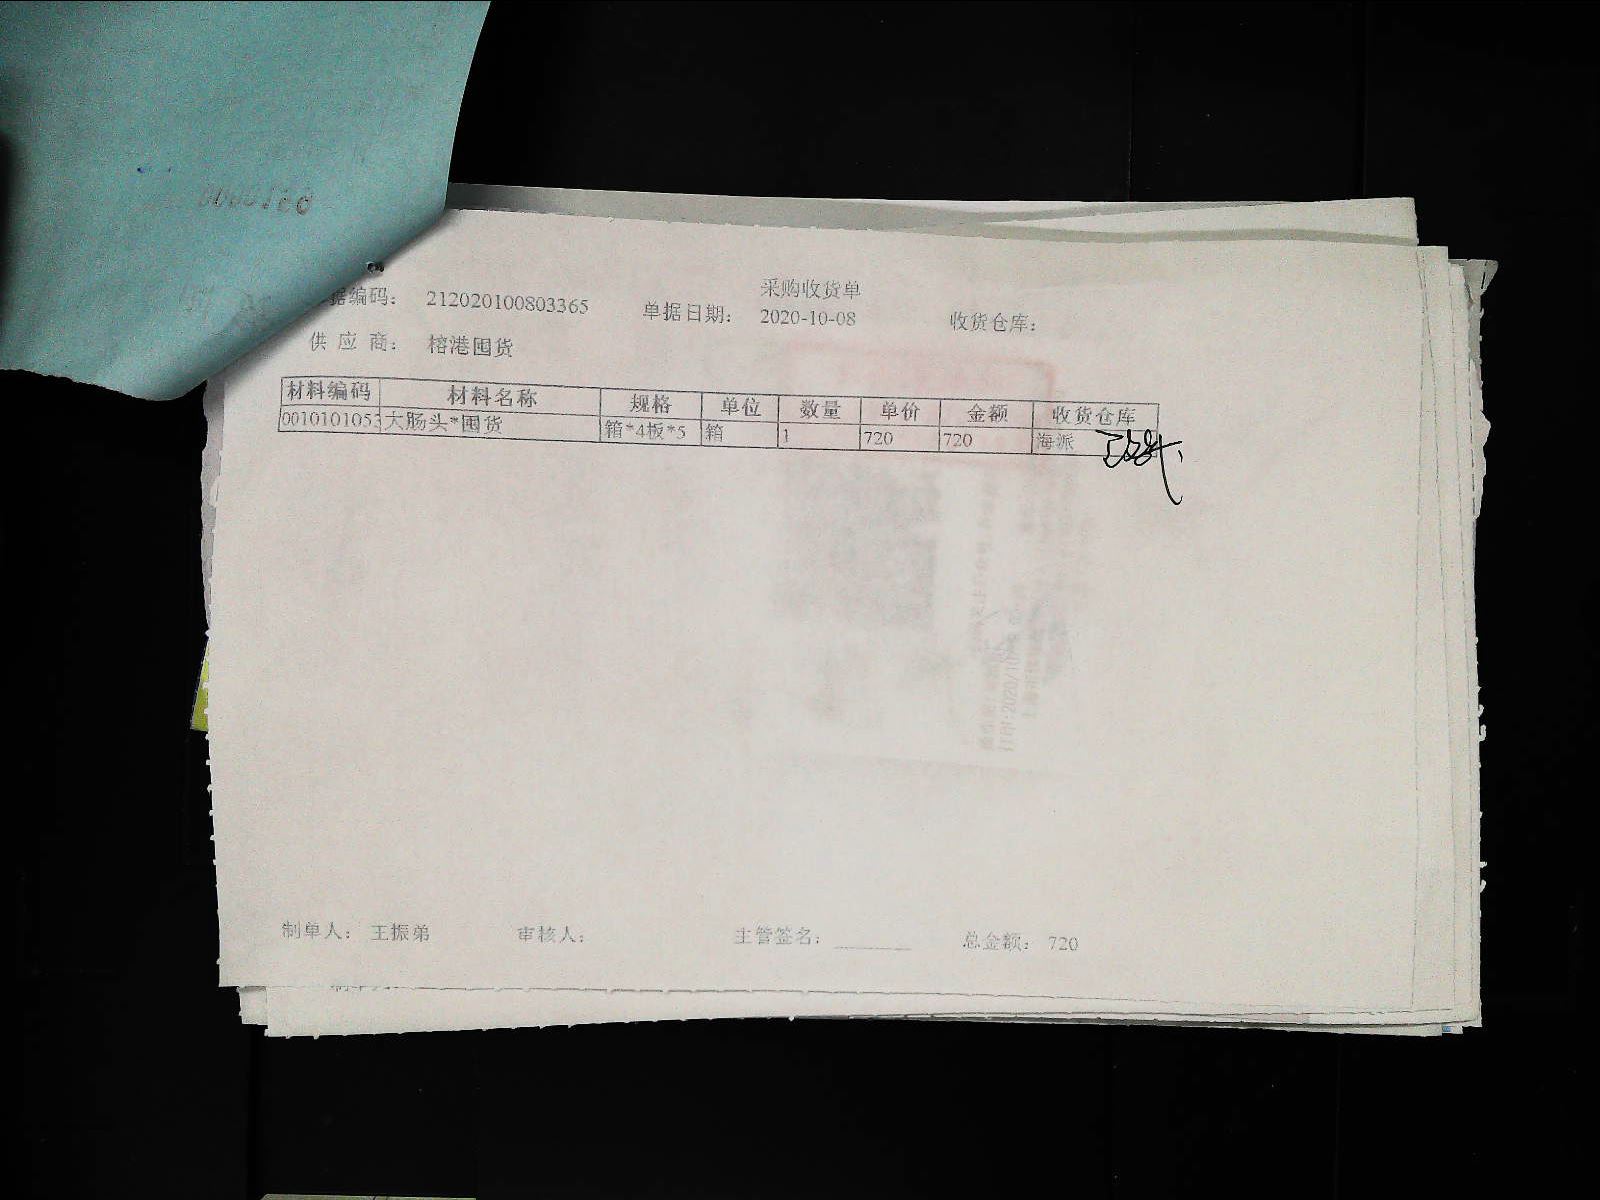 采购收货单
据编码： 212020100803365 单据日期： 2020-10-08 收货仓库：
供 应 商： 榕港囤货
材料编码 材料名称 规格 单位 数量 单价 金额 收货仓库
0010101053 大肠头*囤货 箱*4板*5 箱 1 720 720 海派
制单人： 王振弟 审核人： 主管签名： ________ 总金额： 720